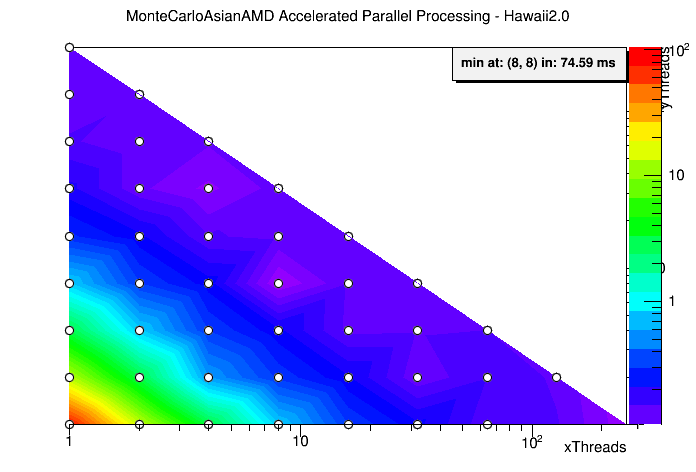 MonteCarloAsianAMD Accelerated Parallel Processing - Hawaii2.0
min at: (8, 8) in: 74.59 ms
10²
yThreads
10
1
1
10
10²
xThreads